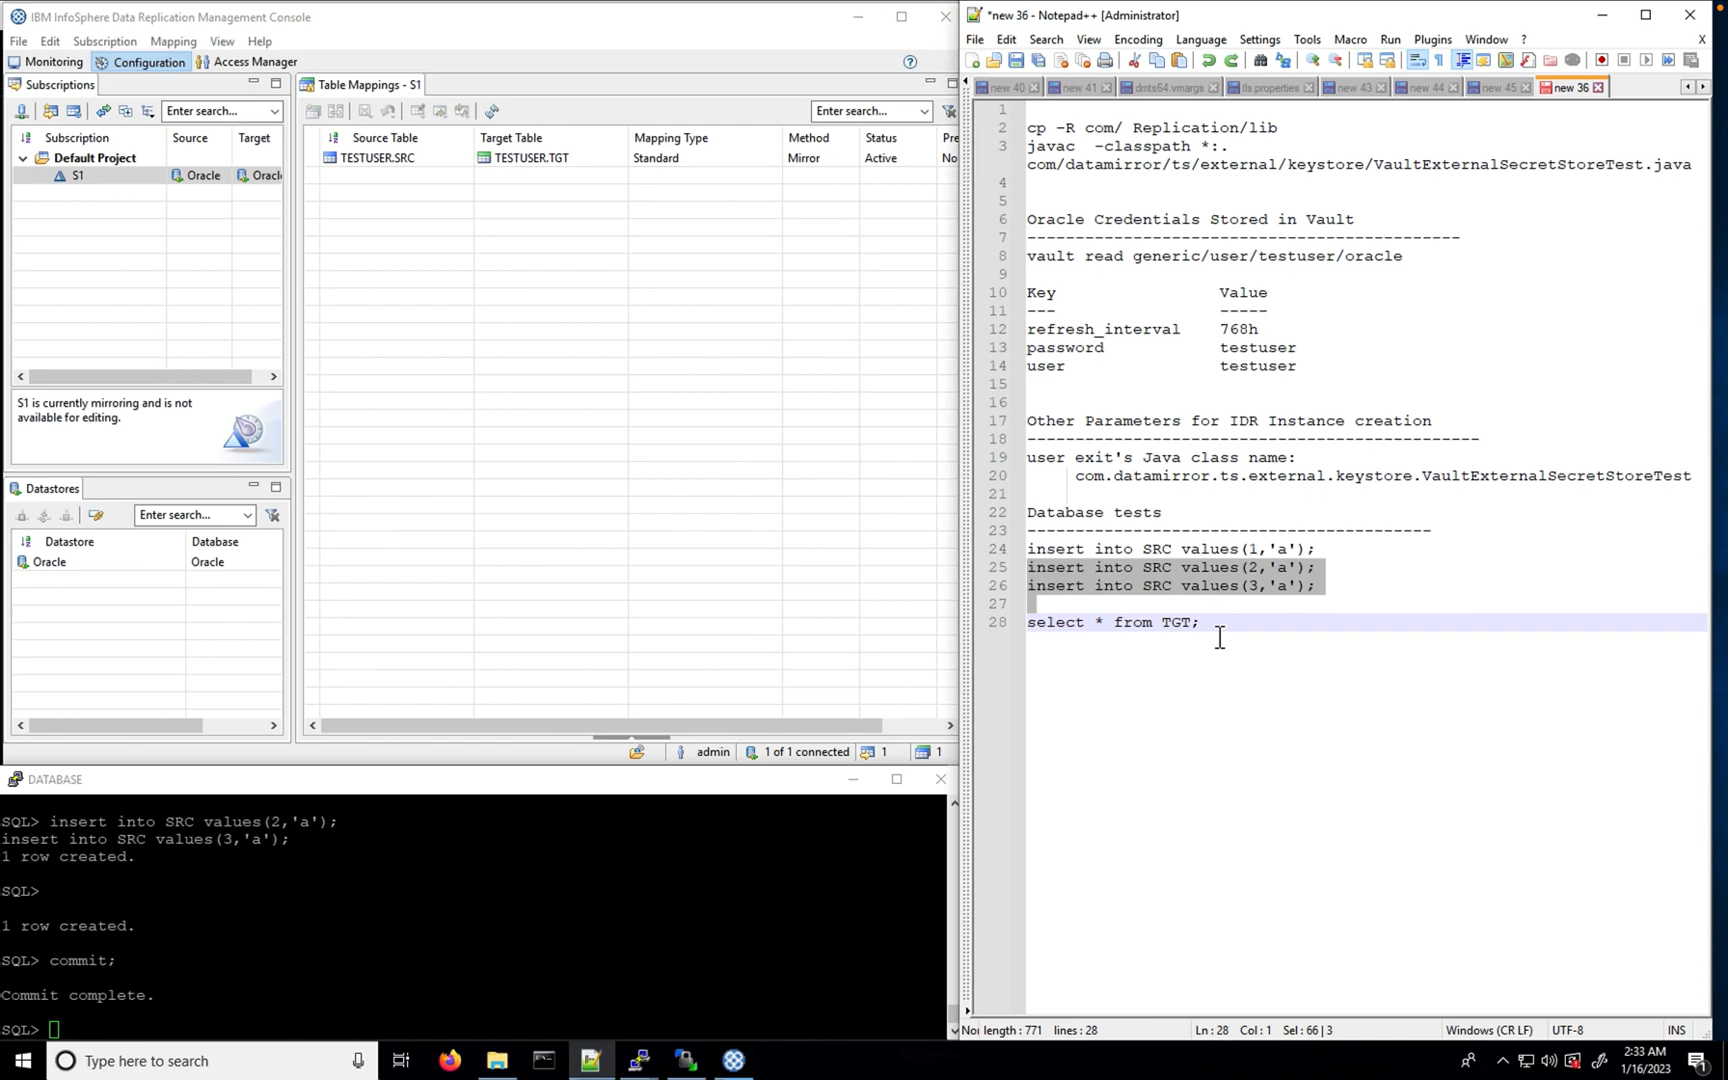 IBM InfoSphere Data Replication Management Console
File Edit Subscription Mapping View Help
Monitoring Configuration Access Manager
Subscriptions
Enter search...
Subscription Source Target
Default Project
S1 Oracle Oracl
S1 is currently mirroring and is not
available for editing.
Datastores
Enter search...
Datastore Database
Oracle Oracle
Table Mappings - S1
Enter search...
Source Table Target Table Mapping Type Method Status Pre
TESTUSER.SRC TESTUSER.TGT Standard Mirror Active No
admin 1 of 1 connected 1 1
DATABASE
SQL> insert into SRC values(2,'a');
insert into SRC values(3,'a');
1 row created.
SQL>
1 row created.
SQL> commit;
Commit complete.
SQL>
*new 36 - Notepad++ [Administrator]
File Edit Search View Encoding Language Settings Tools Macro Run Plugins Window ? X
new 40 new 41 dmts64.vmargs tls.properties new 43 new 44 new 45 new 36
1
2 cp -R com/ Replication/lib
3 javac -classpath *:.
com/datamirror/ts/external/keystore/VaultExternalSecretStoreTest.java
4
5
6 Oracle Credentials Stored in Vault
7 ---------------------------------------------
8 vault read generic/user/testuser/oracle
9
10 Key Value
11 --- -----
12 refresh_interval 768h
13 password testuser
14 user testuser
15
16
17 Other Parameters for IDR Instance creation
18 -----------------------------------------------
19 user exit's Java class name:
20 com.datamirror.ts.external.keystore.VaultExternalSecretStoreTest
21
22 Database tests
23 ------------------------------------------
24 insert into SRC values(1,'a');
25 insert into SRC values(2,'a');
26 insert into SRC values(3,'a');
27
28 select * from TGT;
Nor length : 771 lines : 28 Ln : 28 Col : 1 Sel : 66 | 3 Windows (CR LF) UTF-8 INS
Type here to search
2:33 AM
1/16/2023
1